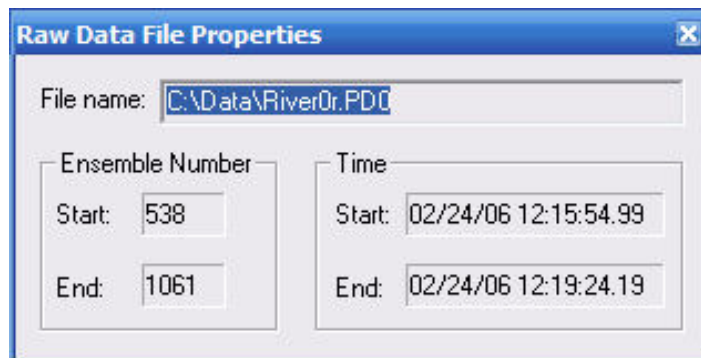 Raw Data File Properties
File name: C:\Data\River0r.PD0
Ensemble Number
Start: 538
End: 1061
Time
Start: 02/24/06 12:15:54.99
End: 02/24/06 12:19:24.19